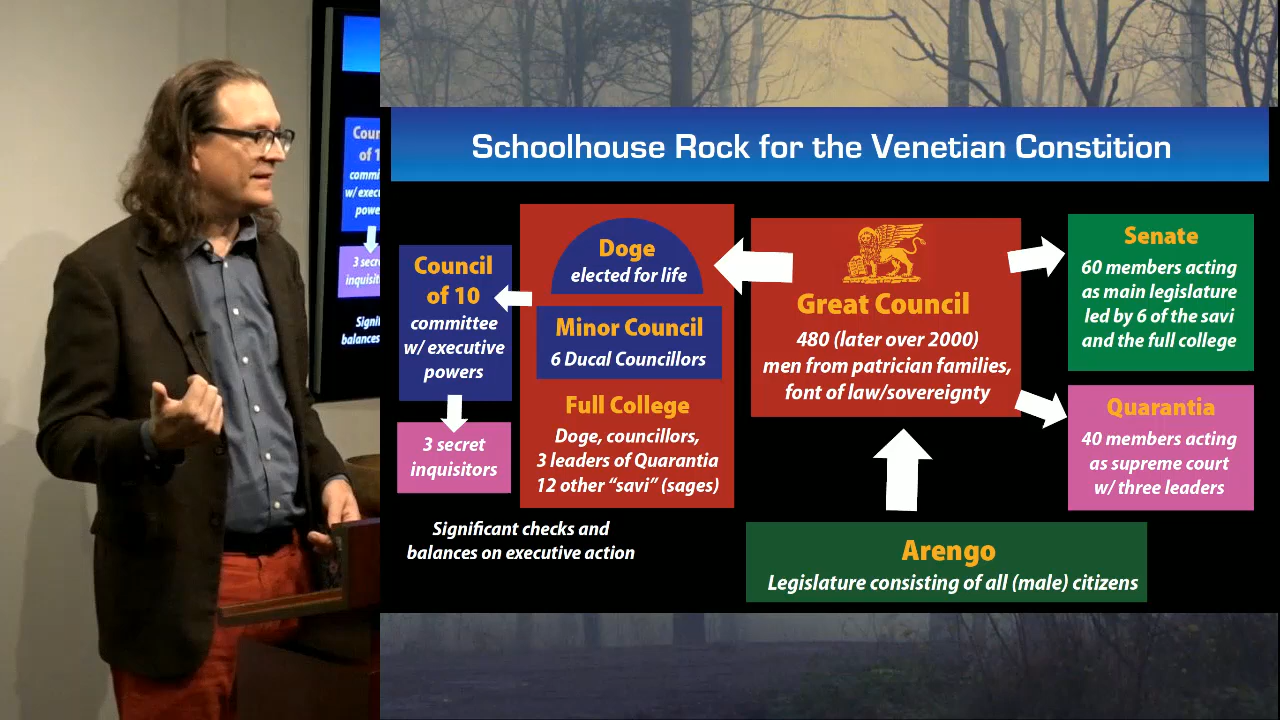 Schoolhouse Rock for the Venetian Constition
Council
of 10
committee
w/ executive
powers
3 secret
inquisitors
Doge
elected for life
Minor Council
6 Ducal Councillors
Full College
Doge, councillors,
3 leaders of Quarantia
12 other “savi” (sages)
Significant checks and
balances on executive action
Great Council
480 (later over 2000)
men from patrician families,
font of law/sovereignty
Arengo
Legislature consisting of all (male) citizens
Senate
60 members acting
as main legislature
led by 6 of the savi
and the full college
Quarantia
40 members acting
as supreme court
w/ three leaders